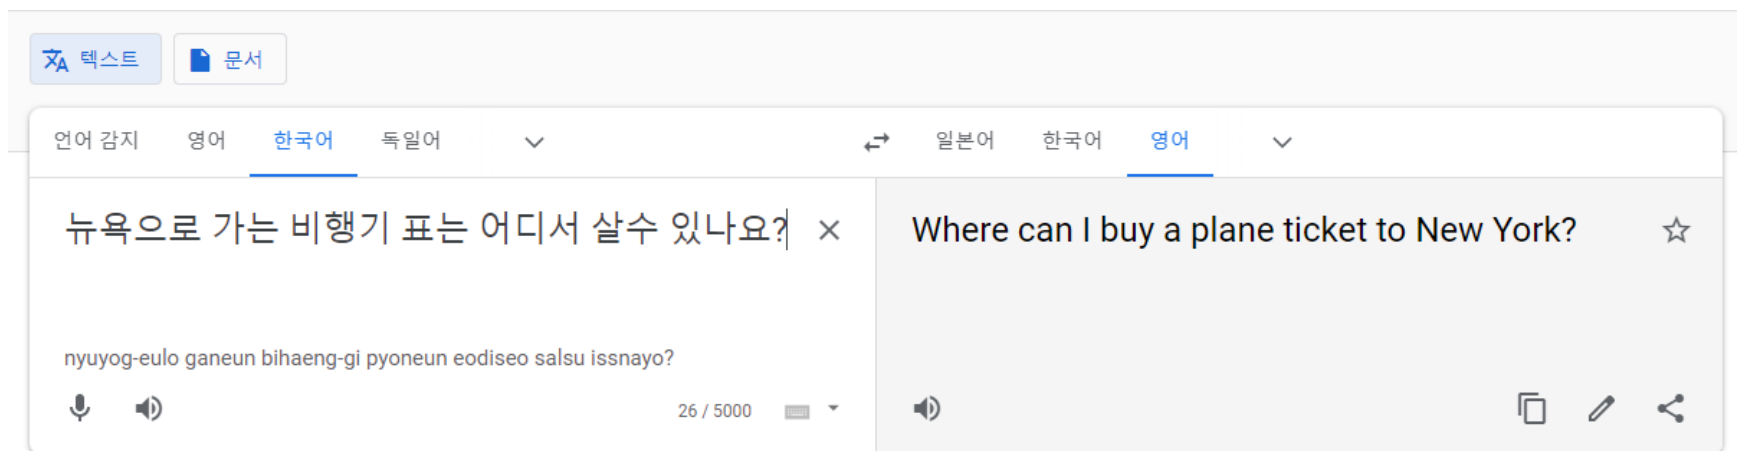 텍스트 문서
언어 감지 영어 한국어 독일어 일본어 한국어 영어
뉴욕으로 가는 비행기 표는 어디서 살수 있나요?
Where can I buy a plane ticket to New York?
nyuyog-eulo ganeun bihaeng-gi pyoneun eodiseo salsu issnayo?
26 / 5000